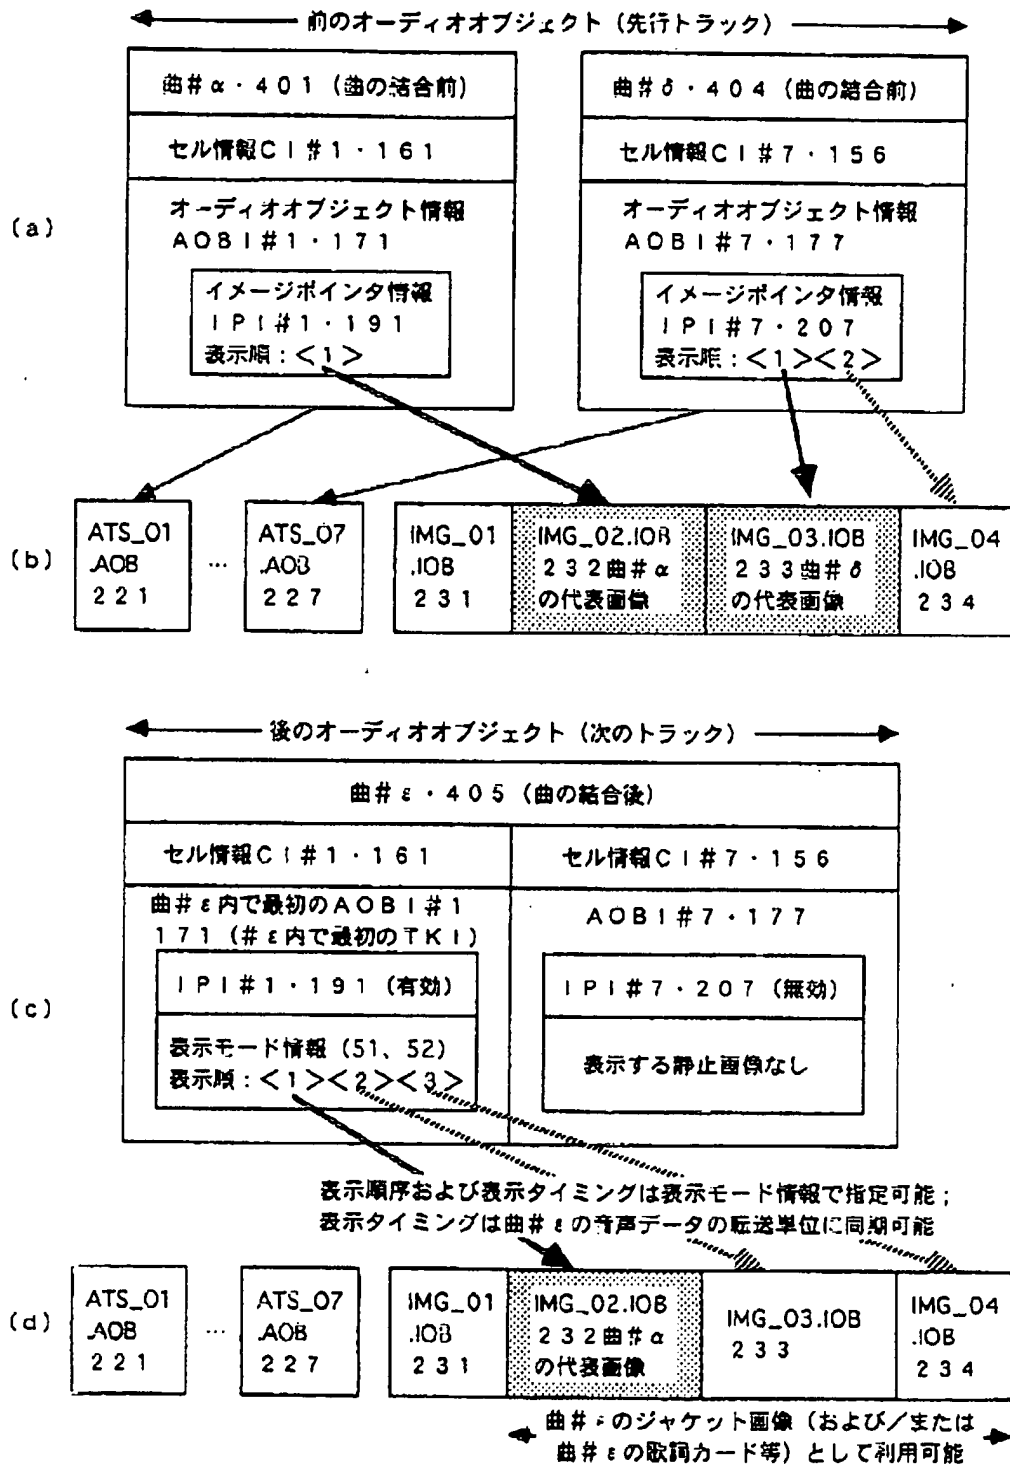 前のオーディオオブジェクト（先行トラック）
曲＃α・４０１（曲の結合前）
セル情報ＣＩ＃１・１６１
オーディオオブジェクト情報
ＡＯＢＩ＃１・１７１
イメージポインタ情報
ＩＰＩ＃１・１９１
表示順：＜１＞
曲＃δ・４０４（曲の結合前）
セル情報ＣＩ＃７・１５６
オーディオオブジェクト情報
ＡＯＢＩ＃７・１７７
イメージポインタ情報
ＩＰＩ＃７・２０７
表示順：＜１＞＜２＞
(a)
(b)
ATS_01
.AOB
２２１
…
ATS_07
.AOB
２２７
IMG_01
.IOB
２３１
IMG_02.IOB
２３２曲＃α
の代表画像
IMG_03.IOB
２３３曲＃δ
の代表画像
IMG_04
.IOB
２３４
後のオーディオオブジェクト（次のトラック）
曲＃ε・４０５（曲の結合後）
セル情報ＣＩ＃１・１６１
曲＃ε内で最初のＡＯＢＩ＃１
１７１（＃ε内で最初のＴＫＩ）
ＩＰＩ＃１・１９１（有効）
表示モード情報（51、52）
表示順：＜１＞＜２＞＜３＞
セル情報ＣＩ＃７・１５６
ＡＯＢＩ＃７・１７７
ＩＰＩ＃７・２０７（無効）
表示する静止画像なし
(c)
表示順序および表示タイミングは表示モード情報で指定可能；
表示タイミングは曲＃εの音声データの転送単位に同期可能
(d)
ATS_01
.AOB
２２１
…
ATS_07
.AOB
２２７
IMG_01
.IOB
２３１
IMG_02.IOB
２３２曲＃α
の代表画像
IMG_03.IOB
２３３
IMG_04
.IOB
２３４
曲＃εのジャケット画像（および／または
曲＃εの歌詞カード等）として利用可能